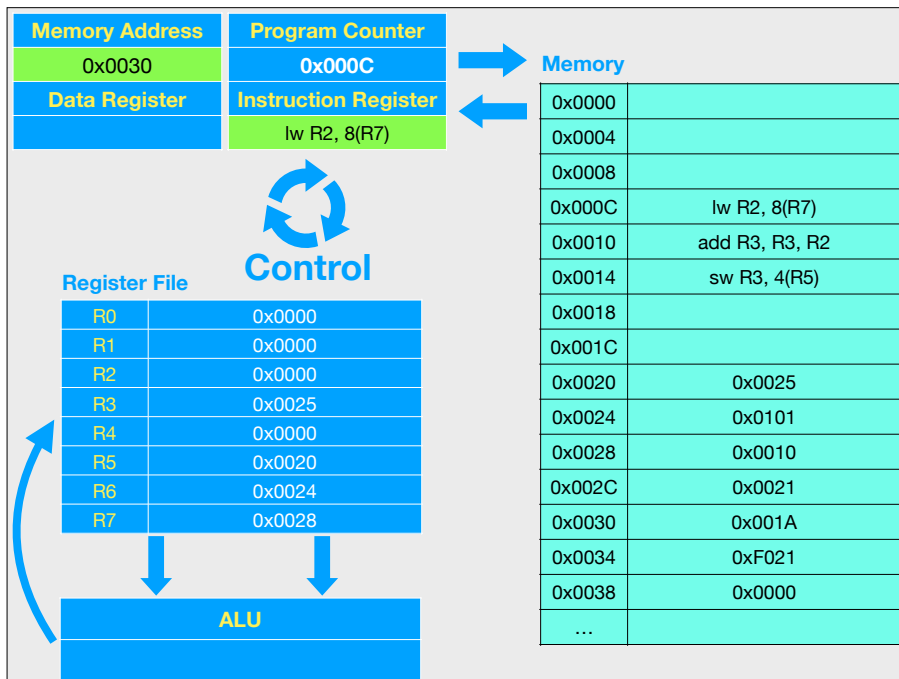 Memory Address Program Counter
0x0030 0x000C
Data Register Instruction Register
lw R2, 8(R7)
Control
Register File
R0 0x0000
R1 0x0000
R2 0x0000
R3 0x0025
R4 0x0000
R5 0x0020
R6 0x0024
R7 0x0028
ALU
Memory
0x0000
0x0004
0x0008
0x000C lw R2, 8(R7)
0x0010 add R3, R3, R2
0x0014 sw R3, 4(R5)
0x0018
0x001C
0x0020 0x0025
0x0024 0x0101
0x0028 0x0010
0x002C 0x0021
0x0030 0x001A
0x0034 0xF021
0x0038 0x0000
…